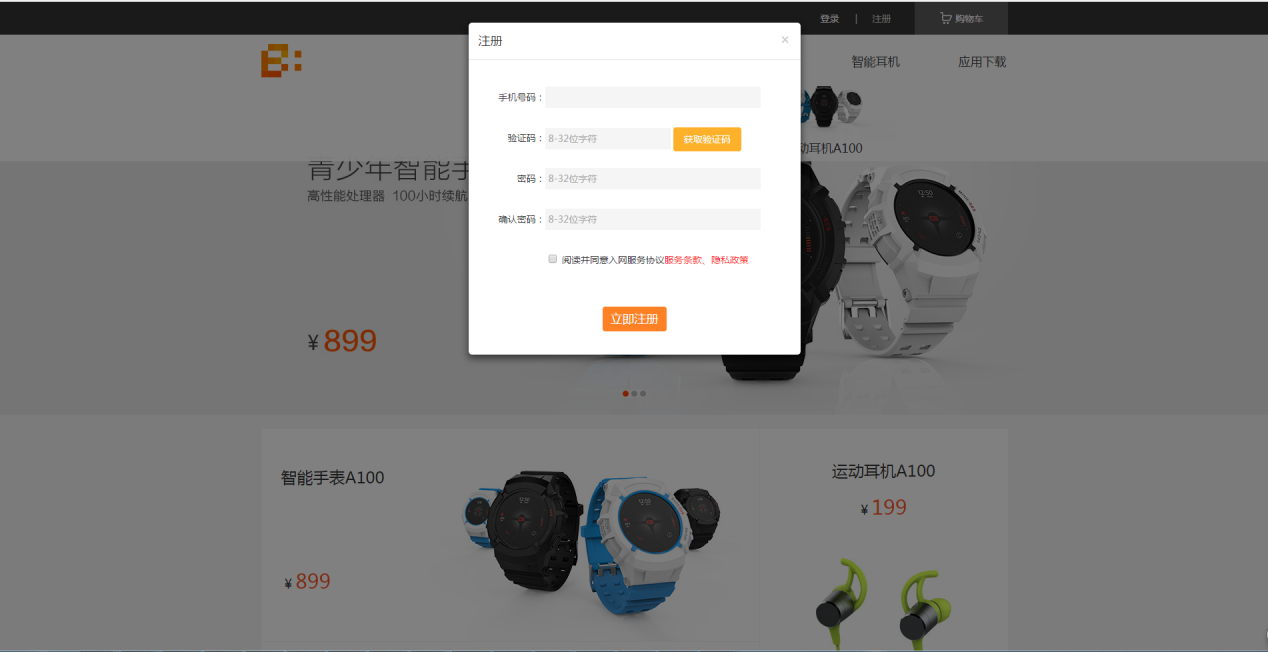 登录 | 注册 购物车
智能耳机 应用下载
动耳机A100
青少年智能手
高性能处理器 100小时续航
¥ 899
注册 ×
手机号码：
验证码： 8-32位字符 获取验证码
密码： 8-32位字符
确认密码： 8-32位字符
阅读并同意入网服务协议服务条款、隐私政策
立即注册
智能手表A100
¥ 899
运动耳机A100
¥ 199